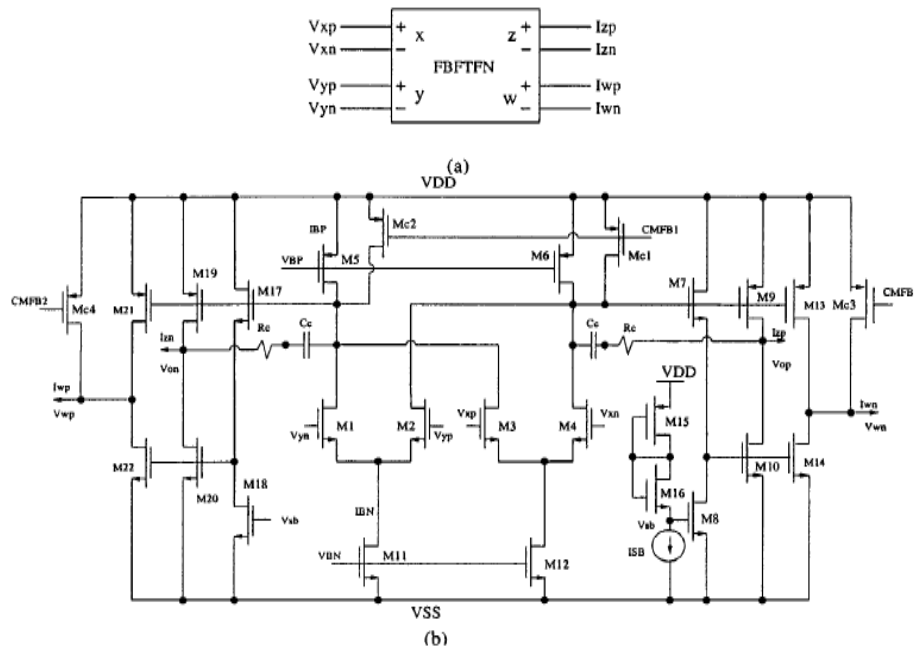 Vxp + x z + Izp
Vxn − − Izn
FBFTFN
Vyp + y w + Iwp
Vyn − − Iwn
(a)
VDD
IBP Mc2 CMFB1
VBP M5 M6 Mc1
M19 M17 M7
CMFB2 Mc4 M21 M9 M13 Mc3 CMFB
Izn Rc Cc Cc Rc Izp
Von Vop
VDD
Iwp Vyn M1 M2 Vyp Vxp M3 M4 Vxn M15 Iwn
Vwp Vwn
M22 M20 M18 M16 M10 M14
Vsb IBN Vsb M8
VBN M11 M12 ISB
VSS
(b)